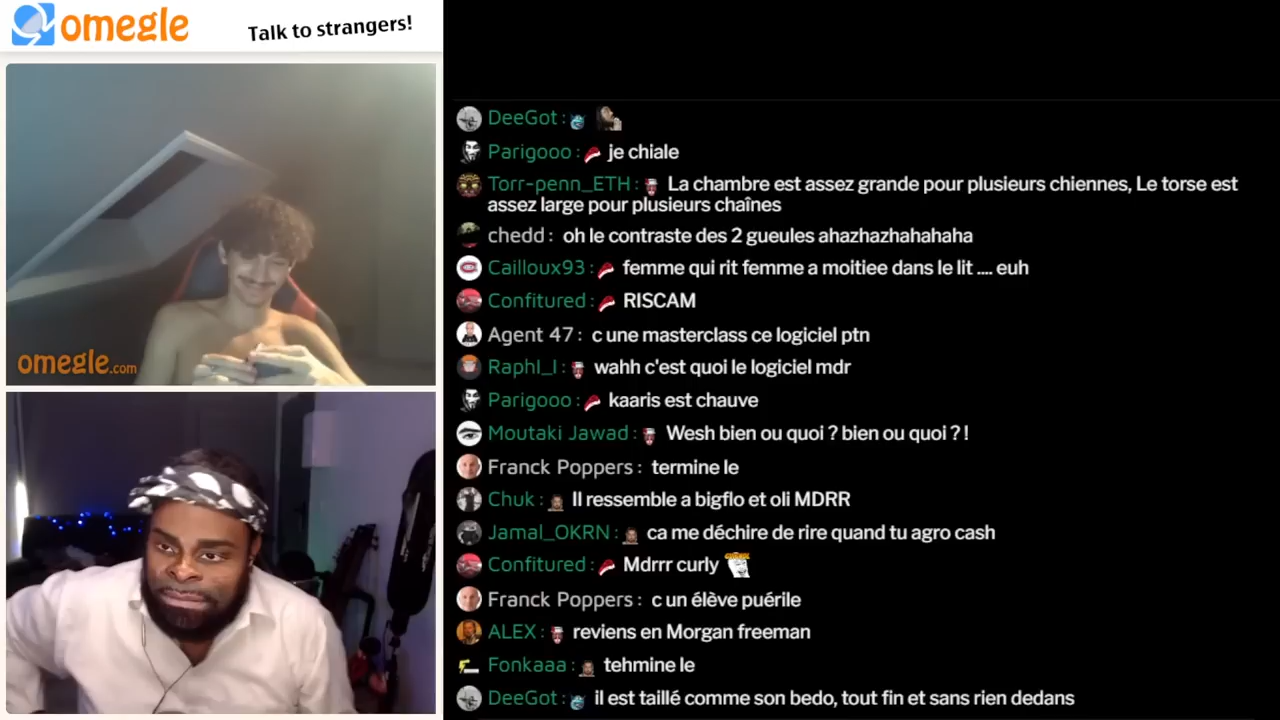 omegle
Talk to strangers!
omegle.com
DeeGot :
Parigooo : je chiale
Torr-penn_ETH : La chambre est assez grande pour plusieurs chiennes, Le torse est
assez large pour plusieurs chaînes
chedd : oh le contraste des 2 gueules ahazhazhahahaha
Cailloux93 : femme qui rit femme a moitiee dans le lit .... euh
Confitured : RISCAM
Agent 47 : c une masterclass ce logiciel ptn
Raphl_I : wahh c'est quoi le logiciel mdr
Parigooo : kaaris est chauve
Moutaki Jawad : Wesh bien ou quoi ? bien ou quoi ? !
Franck Poppers : termine le
Chuk : Il ressemble a bigflo et oli MDRR
Jamal_OKRN : ca me déchire de rire quand tu agro cash
Confitured : Mdrrr curly
Franck Poppers : c un élève puérile
ALEX : reviens en Morgan freeman
Fonkaaa : tehmine le
DeeGot : il est taillé comme son bedo, tout fin et sans rien dedans